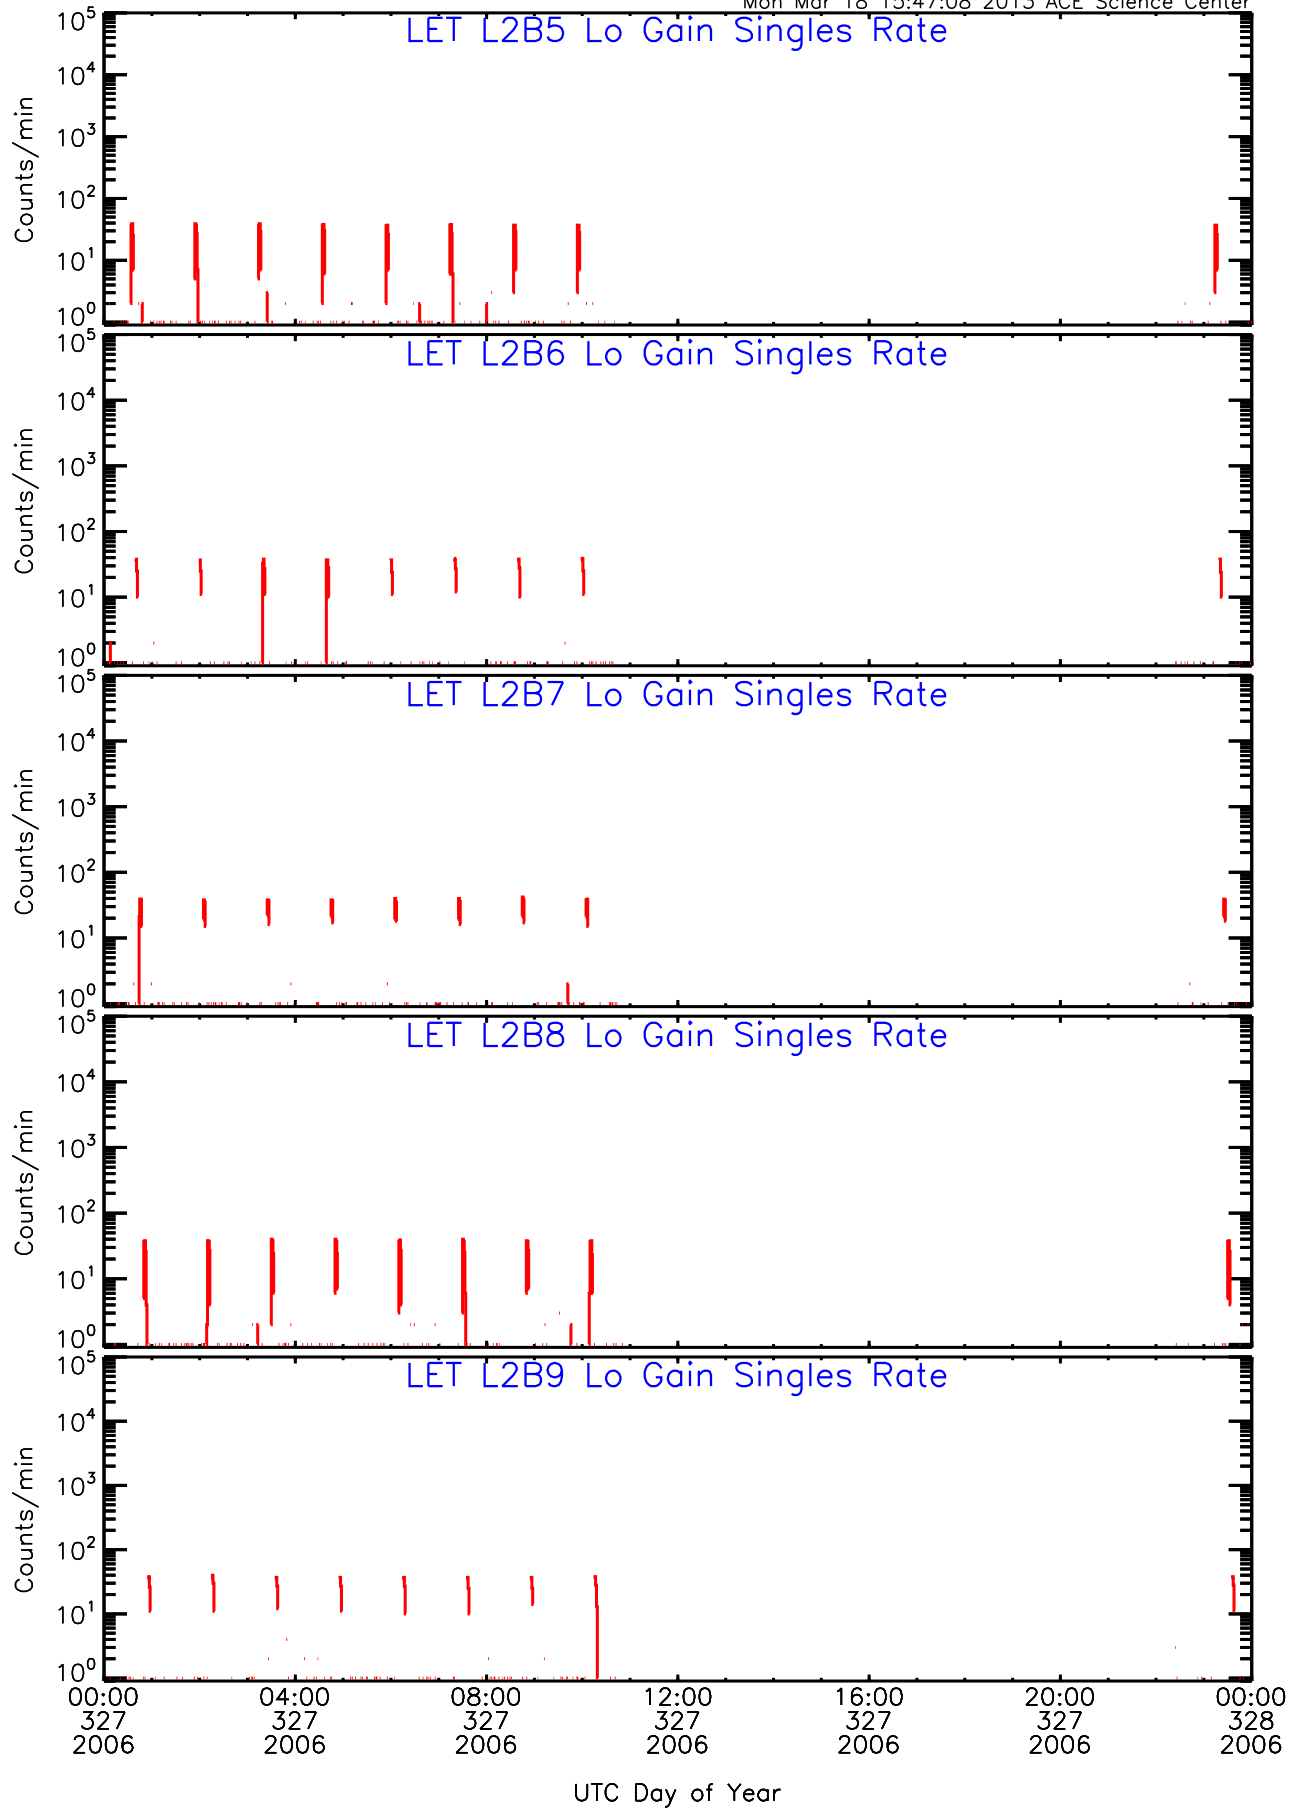 Mon Mar 18 15:47:08 2013 ACE Science Center
LET L2B5 Lo Gain Singles Rate
10^5
10^4
10^3
10^2
10^1
10^0
Counts/min
LET L2B6 Lo Gain Singles Rate
10^5
10^4
10^3
10^2
10^1
10^0
Counts/min
LET L2B7 Lo Gain Singles Rate
10^5
10^4
10^3
10^2
10^1
10^0
Counts/min
LET L2B8 Lo Gain Singles Rate
10^5
10^4
10^3
10^2
10^1
10^0
Counts/min
LET L2B9 Lo Gain Singles Rate
10^5
10^4
10^3
10^2
10^1
10^0
Counts/min
00:00 04:00 08:00 12:00 16:00 20:00 00:00
327 327 327 327 327 327 328
2006 2006 2006 2006 2006 2006 2006
UTC Day of Year